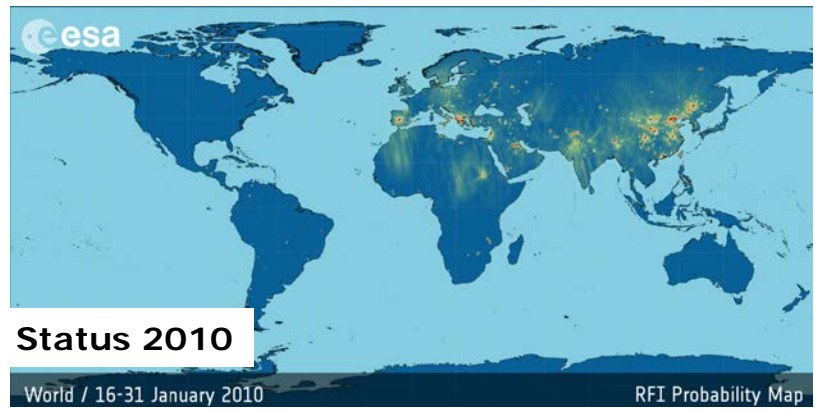 esa
Status 2010
World / 16-31 January 2010
RFI Probability Map